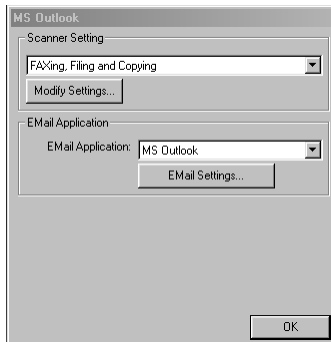 MS Outlook
Scanner Setting
FAXing, Filing and Copying
Modify Settings...
EMail Application
EMail Application: MS Outlook
EMail Settings...
OK